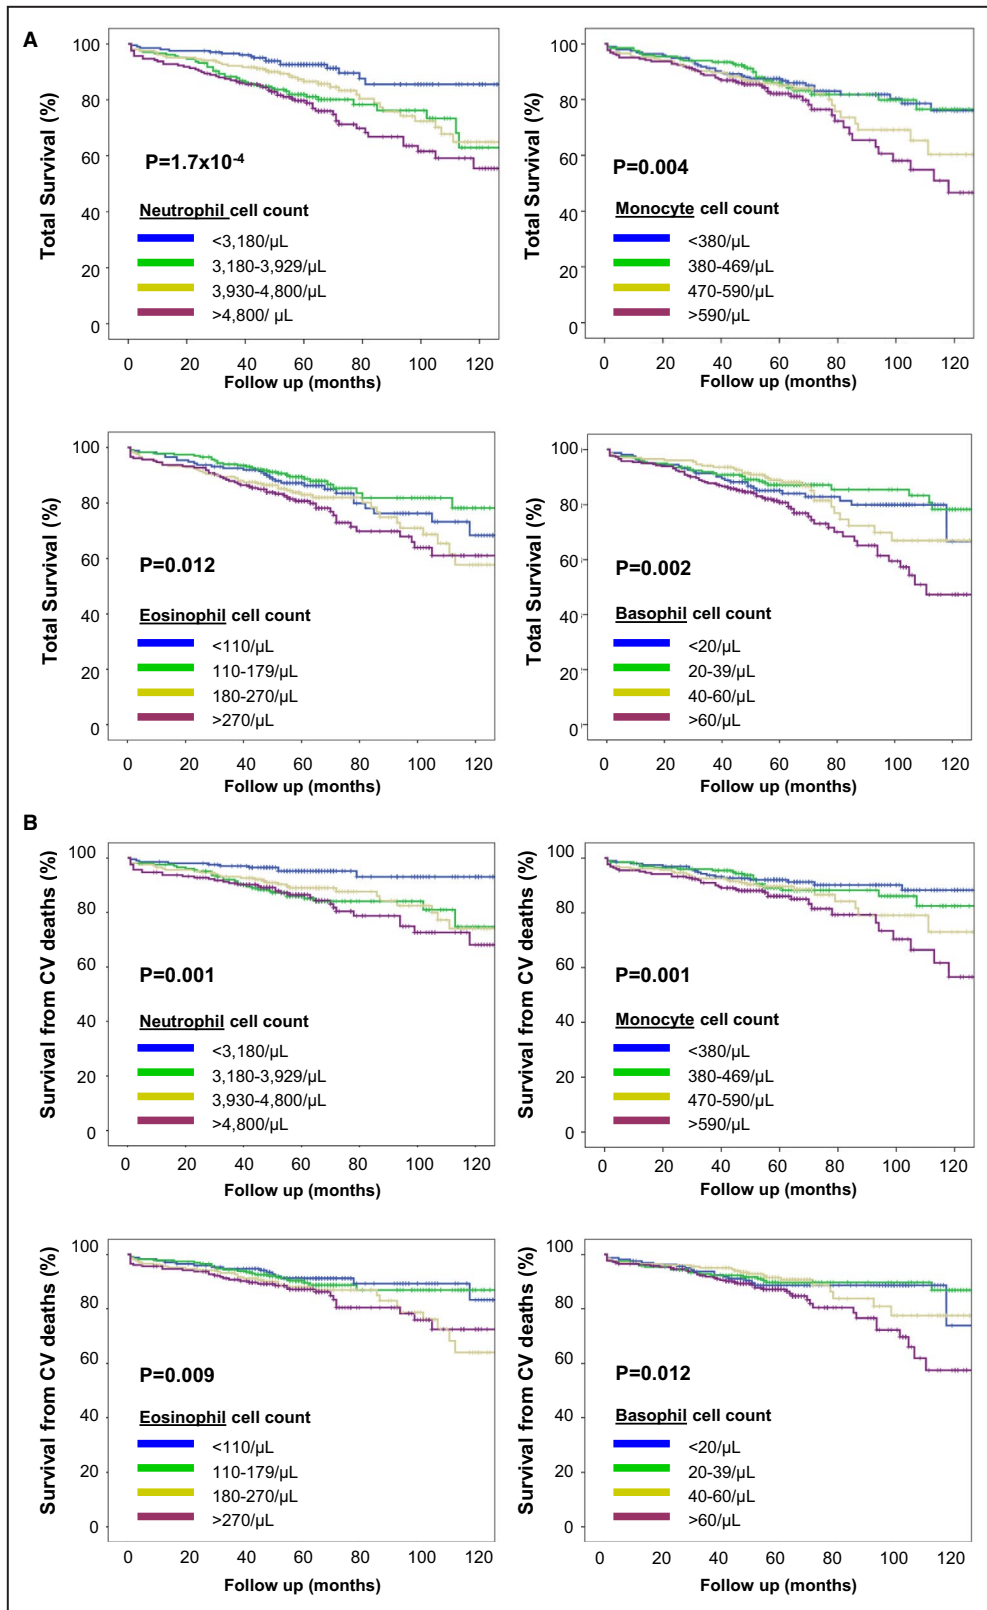 A
Total Survival (%)
100
80
60
40
20
0
P=1.7x10-4
Neutrophil cell count
<3,180/µL
3,180-3,929/µL
3,930-4,800/µL
>4,800/ µL
0 20 40 60 80 100 120
Follow up (months)
Total Survival (%)
100
80
60
40
20
0
P=0.004
Monocyte cell count
<380/µL
380-469/µL
470-590/µL
>590/µL
0 20 40 60 80 100 120
Follow up (months)
Total Survival (%)
100
80
60
40
20
0
P=0.012
Eosinophil cell count
<110/µL
110-179/µL
180-270/µL
>270/µL
0 20 40 60 80 100 120
Follow up (months)
Total Survival (%)
100
80
60
40
20
0
P=0.002
Basophil cell count
<20/µL
20-39/µL
40-60/µL
>60/µL
0 20 40 60 80 100 120
Follow up (months)
B
Survival from CV deaths (%)
100
80
60
40
20
0
P=0.001
Neutrophil cell count
<3,180/µL
3,180-3,929/µL
3,930-4,800/µL
>4,800/µL
0 20 40 60 80 100 120
Follow up (months)
Survival from CV deaths (%)
100
80
60
40
20
0
P=0.001
Monocyte cell count
<380/µL
380-469/µL
470-590/µL
>590/µL
0 20 40 60 80 100 120
Follow up (months)
Survival from CV deaths (%)
100
80
60
40
20
0
P=0.009
Eosinophil cell count
<110/µL
110-179/µL
180-270/µL
>270/µL
0 20 40 60 80 100 120
Follow up (months)
Survival from CV deaths (%)
100
80
60
40
20
0
P=0.012
Basophil cell count
<20/µL
20-39/µL
40-60/µL
>60/µL
0 20 40 60 80 100 120
Follow up (months)